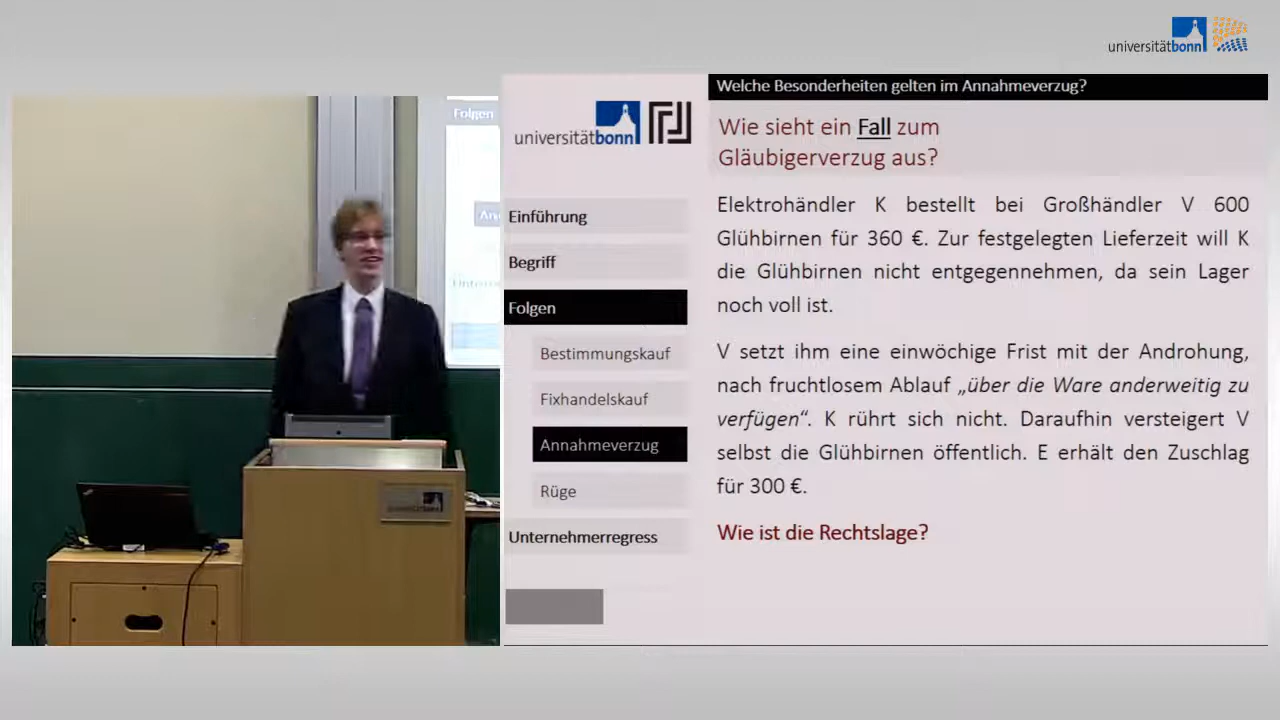 universitätbonn
Welche Besonderheiten gelten im Annahmeverzug?
universitätbonn
Wie sieht ein Fall zum
Gläubigerverzug aus?
Einführung
Begriff
Folgen
Bestimmungskauf
Fixhandelskauf
Annahmeverzug
Rüge
Unternehmerregress
Elektrohändler K bestellt bei Großhändler V 600
Glühbirnen für 360 €. Zur festgelegten Lieferzeit will K
die Glühbirnen nicht entgegennehmen, da sein Lager
noch voll ist.
V setzt ihm eine einwöchige Frist mit der Androhung,
nach fruchtlosem Ablauf „über die Ware anderweitig zu
verfügen“. K rührt sich nicht. Daraufhin versteigert V
selbst die Glühbirnen öffentlich. E erhält den Zuschlag
für 300 €.
Wie ist die Rechtslage?
Folgen